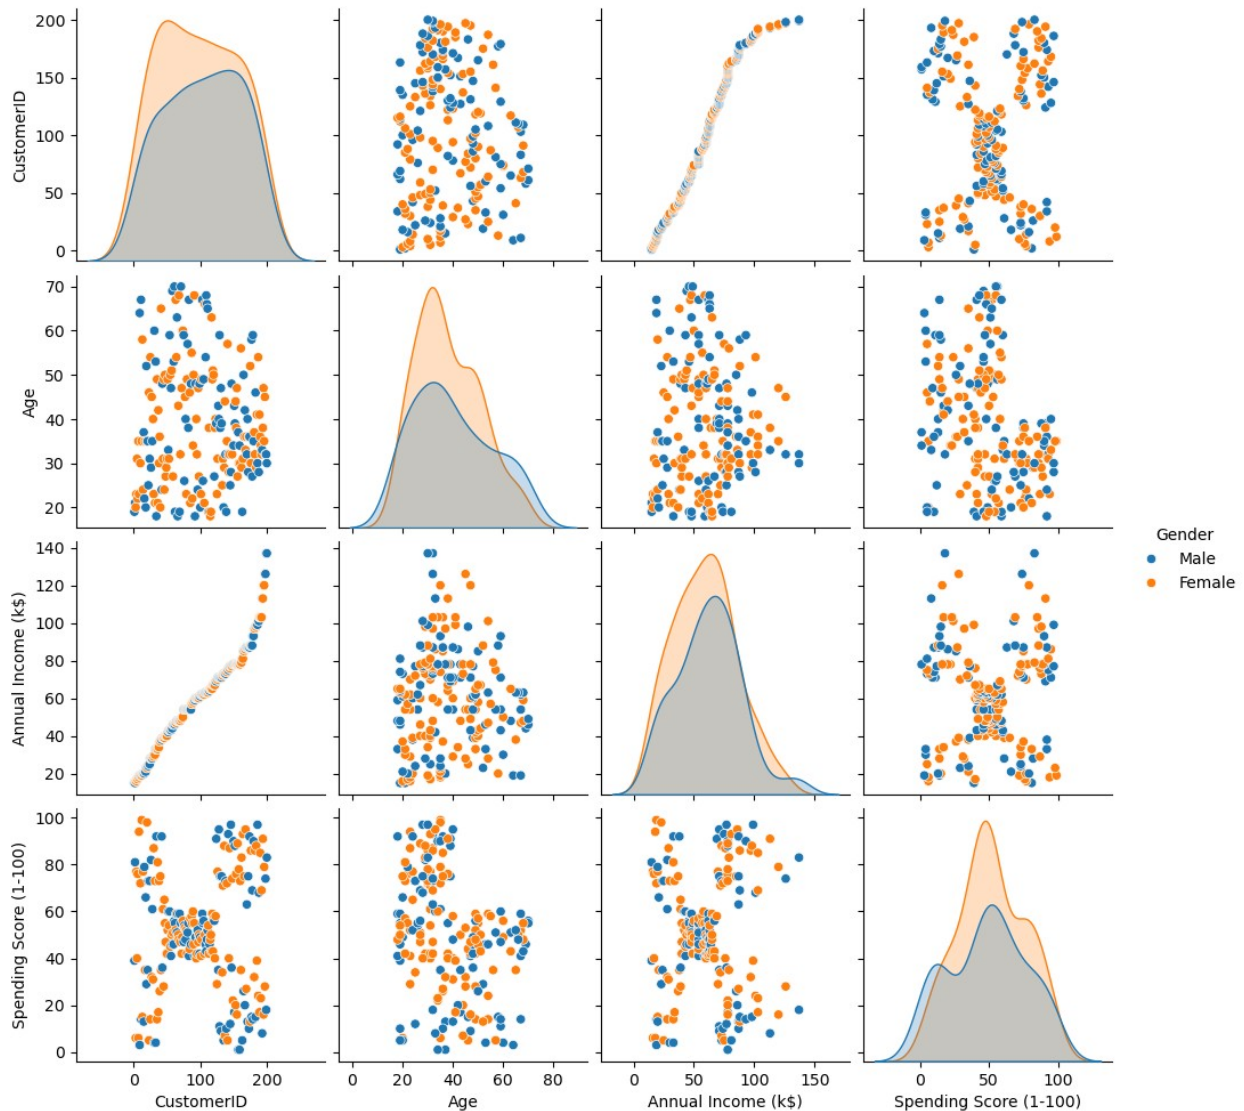 200
150
100
50
0
CustomerID
70
60
50
40
30
20
Age
Gender
Male
Female
140
120
100
80
60
40
20
Annual Income (k$)
100
80
60
40
20
0
Spending Score (1-100)
0 100 200
0 20 40 60 80
0 50 100 150
0 50 100
CustomerID
Age
Annual Income (k$)
Spending Score (1-100)